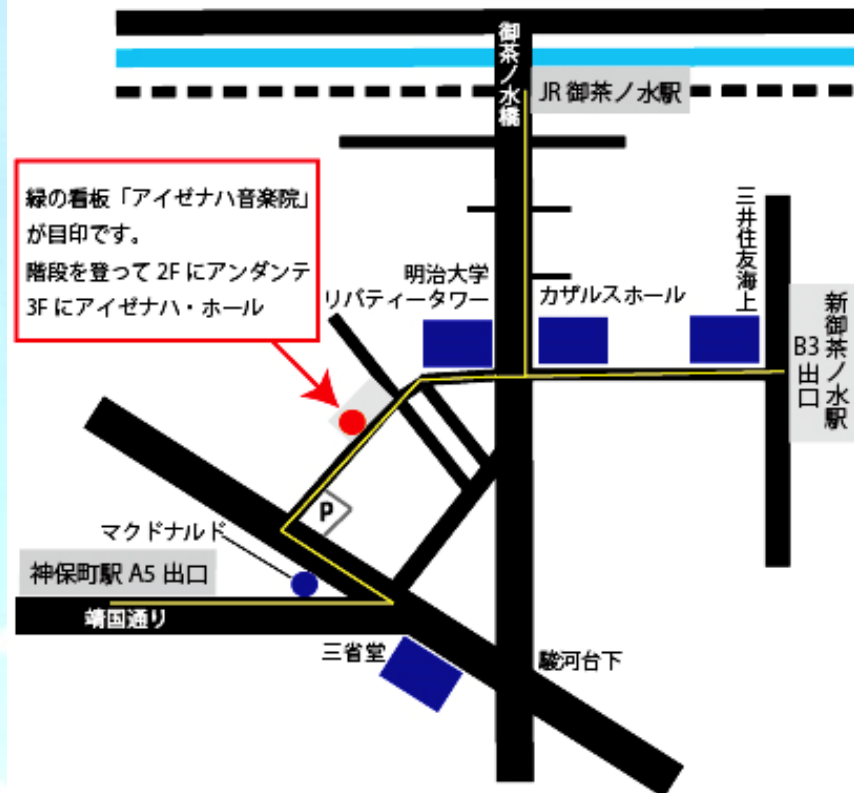 御茶ノ水橋
JR 御茶ノ水駅
緑の看板「アイゼナハ音楽院」
が目印です。
階段を登って 2F にアンダンテ
3F にアイゼナハ・ホール
明治大学
リバティータワー
カザルスホール
三井住友海上
新御茶ノ水駅
B3出口
P
マクドナルド
神保町駅 A5 出口
靖国通り
三省堂
駿河台下